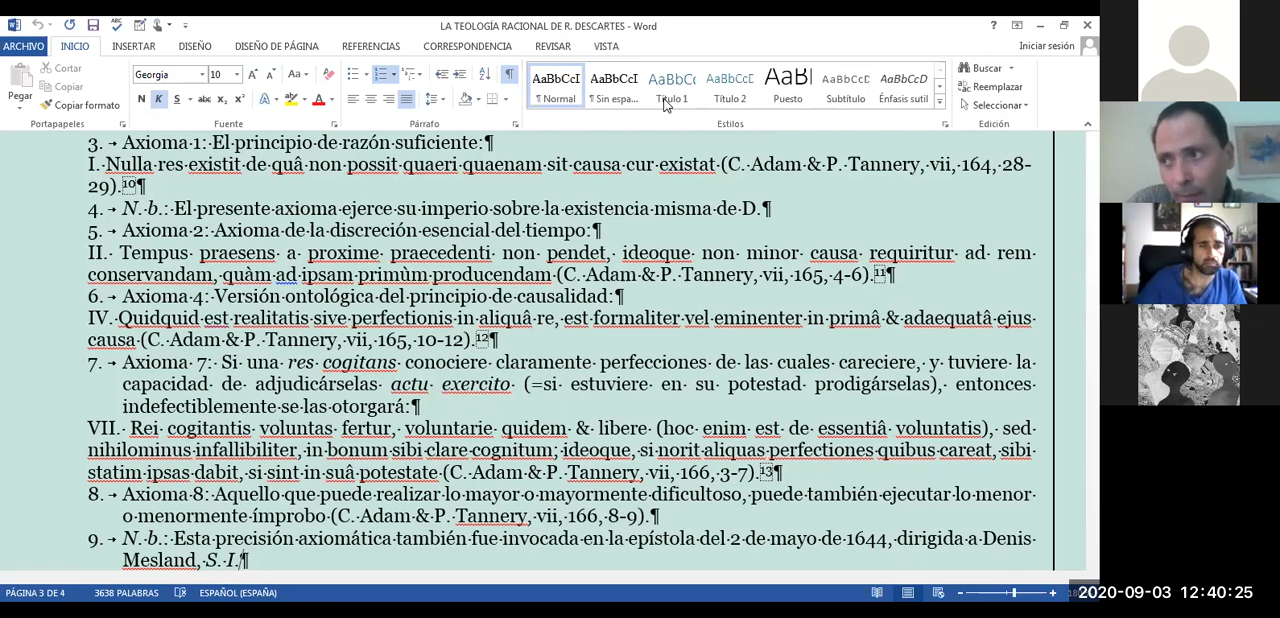 LA TEOLOGÍA RACIONAL DE R. DESCARTES - Word
ARCHIVO INICIO INSERTAR DISEÑO DISEÑO DE PÁGINA REFERENCIAS CORRESPONDENCIA REVISAR VISTA Iniciar sesión
Pegar
Cortar
Copiar
Copiar formato
Portapapeles
Georgia 10
N K S abc x₂ x²
Fuente
Párrafo
AaBbCcI AaBbCcI AaBbCc AaBbCcE AaBl AaBbCcD AaBbCcD
¶ Normal ¶ Sin espa... Título 1 Título 2 Puesto Subtítulo Énfasis sutil
Estilos
Buscar
Reemplazar
Seleccionar
Edición
3. Axioma 1: El principio de razón suficiente:¶
I. Nulla res existit de quâ non possit quaeri quaenam sit causa cur existat (C. Adam & P. Tannery, vii, 164, 28-
29).10¶
4. N. b.: El presente axioma ejerce su imperio sobre la existencia misma de D.¶
5. Axioma 2: Axioma de la discreción esencial del tiempo:¶
II. Tempus praesens a proxime praecedenti non pendet, ideoque non minor causa requiritur ad rem
conservandam, quàm ad ipsam primùm producendam (C. Adam & P. Tannery, vii, 165, 4-6).11¶
6. Axioma 4: Versión ontológica del principio de causalidad:¶
IV. Quidquid est realitatis sive perfectionis in aliquâ re, est formaliter vel eminenter in primâ & adaequatâ ejus
causa (C. Adam & P. Tannery, vii, 165, 10-12).12¶
7. Axioma 7: Si una res cogitans conociere claramente perfecciones de las cuales careciere, y tuviere la
capacidad de adjudicárselas actu exercito (=si estuviere en su potestad prodigárselas), entonces
indefectiblemente se las otorgará:¶
VII. Rei cogitantis voluntas fertur, voluntarie quidem & libere (hoc enim est de essentiâ voluntatis), sed
nihilominus infallibiliter, in bonum sibi clare cognitum; ideoque, si norit aliquas perfectiones quibus careat, sibi
statim ipsas dabit, si sint in suâ potestate (C. Adam & P. Tannery, vii, 166, 3-7).13¶
8. Axioma 8: Aquello que puede realizar lo mayor o mayormente dificultoso, puede también ejecutar lo menor
o menormente ímprobo (C. Adam & P. Tannery, vii, 166, 8-9).¶
9. N. b.: Esta precisión axiomática también fue invocada en la epístola del 2 de mayo de 1644, dirigida a Denis
Mesland, S. I.¶
PÁGINA 3 DE 4 3638 PALABRAS ESPAÑOL (ESPAÑA)
2020-09-03 12:40:25